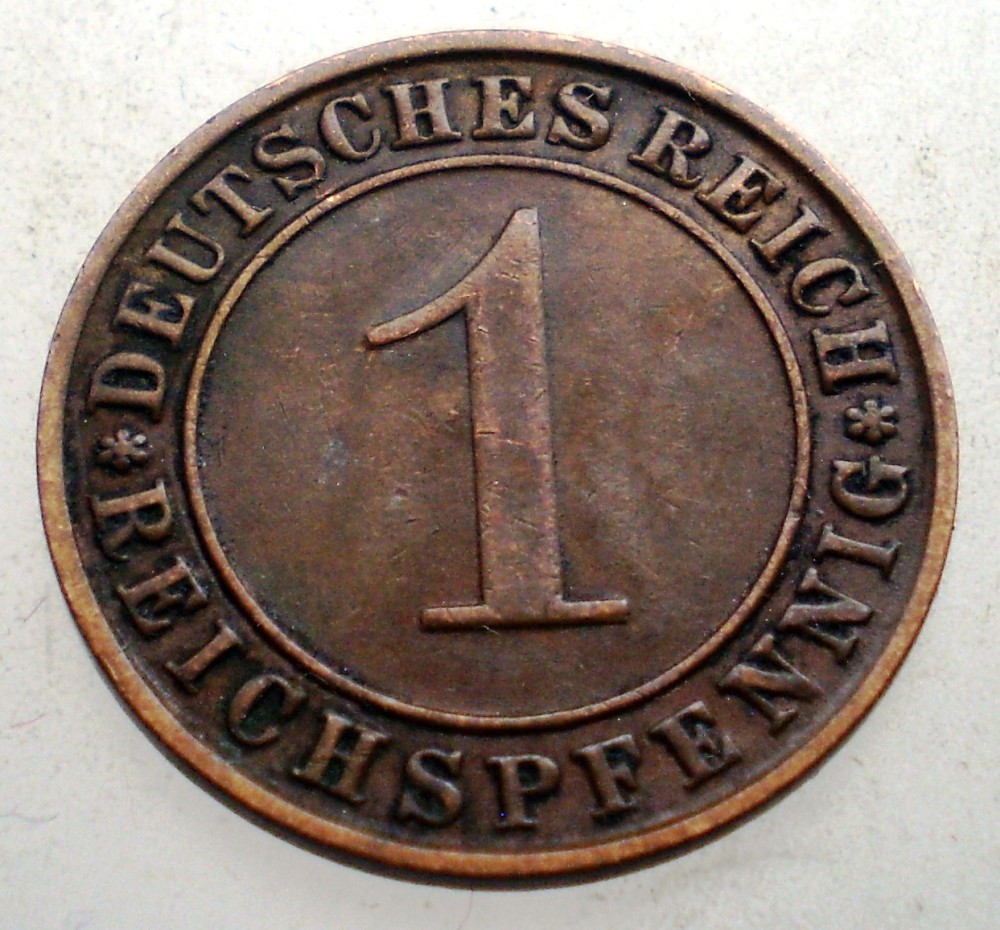 DEUTSCHES REICH
1
* REICHSPFENNIG *